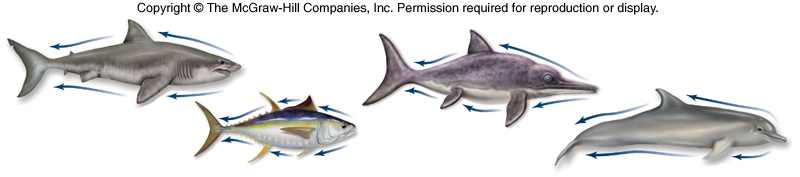 Copyright © The McGraw-Hill Companies, Inc. Permission required for reproduction or display.